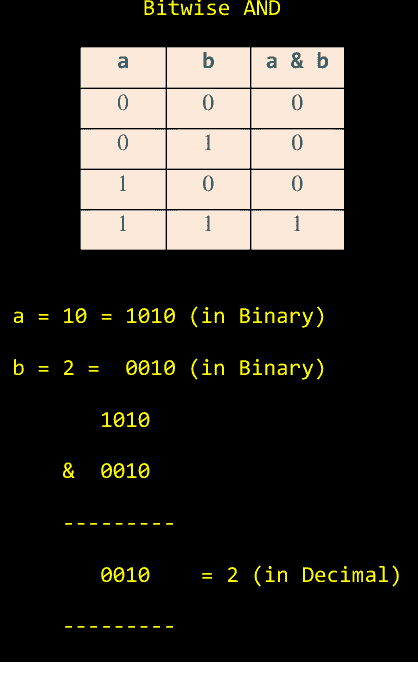 Bitwise AND
a b a & b
0 0 0
0 1 0
1 0 0
1 1 1
a = 10 = 1010 (in Binary)
b = 2 =  0010 (in Binary)
1010
&  0010
---------
0010    = 2 (in Decimal)
---------